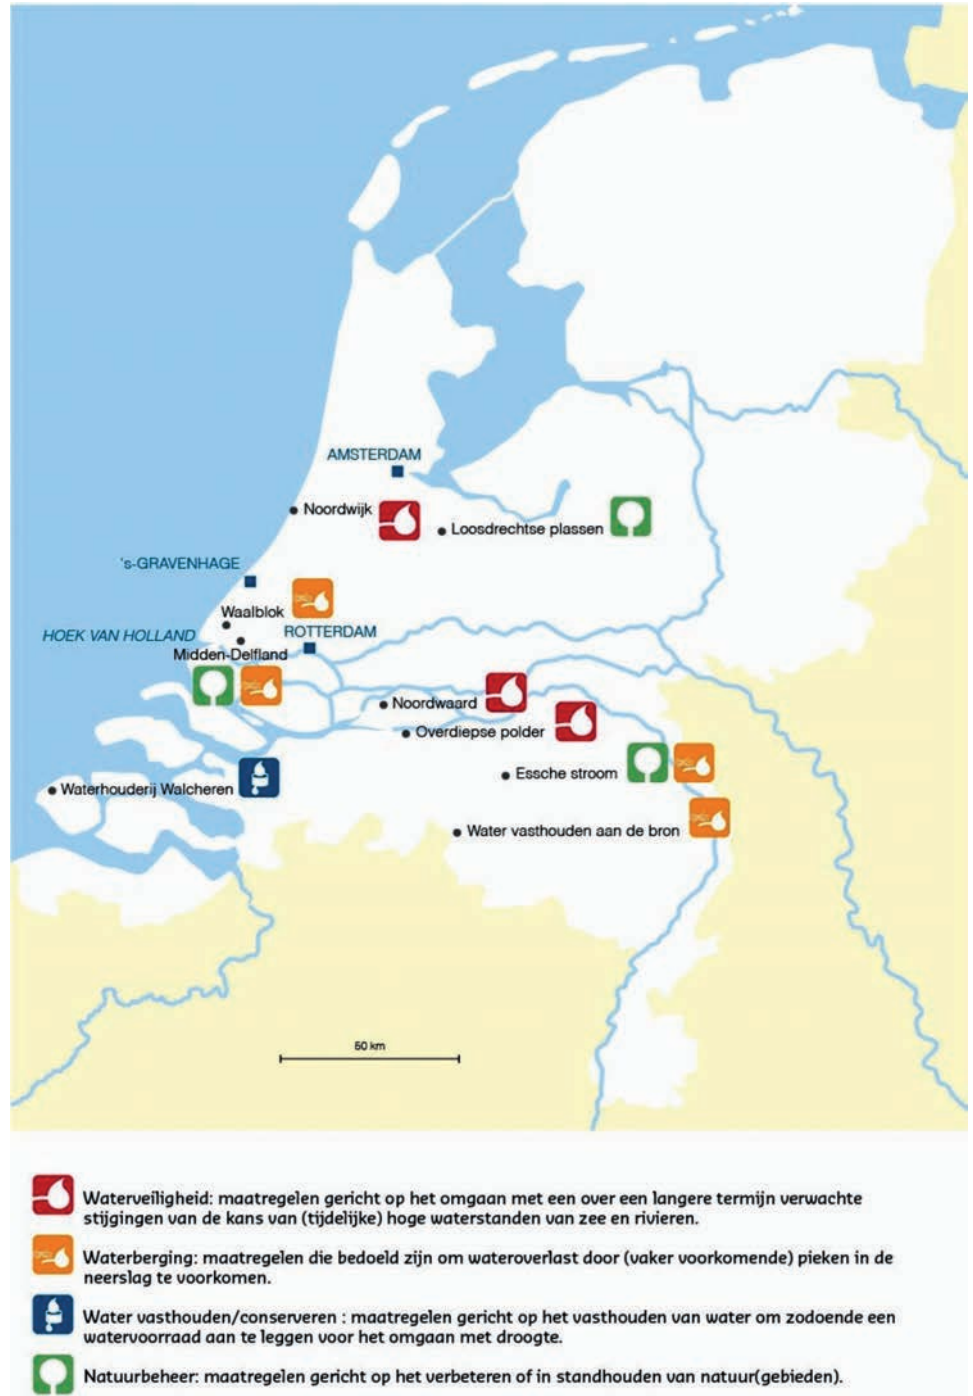 AMSTERDAM
Noordwijk
Loosdrechtse plassen
's-GRAVENHAGE
Waalblok
HOEK VAN HOLLAND
ROTTERDAM
Midden-Delfland
Noordwaard
Overdiepse polder
Essche stroom
Waterhouderij Walcheren
Water vasthouden aan de bron
50 km
Waterveiligheid: maatregelen gericht op het omgaan met een over een langere termijn verwachte
stijgingen van de kans van (tijdelijke) hoge waterstanden van zee en rivieren.
Waterberging: maatregelen die bedoeld zijn om wateroverlast door (vaker voorkomende) pieken in de
neerslag te voorkomen.
Water vasthouden/conserveren : maatregelen gericht op het vasthouden van water om zodoende een
watervoorraad aan te leggen voor het omgaan met droogte.
Natuurbeheer: maatregelen gericht op het verbeteren of in standhouden van natuur(gebieden).